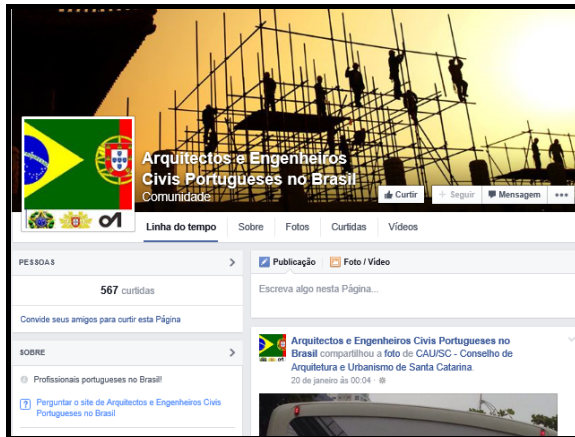 Arquitectos e Engenheiros
Civis Portugueses no Brasil
Comunidade
Curtir
Seguir
Mensagem
Linha do tempo
Sobre
Fotos
Curtidas
Vídeos
PESSOAS
567 curtidas
Convide seus amigos para curtir esta Página
SOBRE
Profissionais portugueses no Brasil!
Perguntar o site de Arquitectos e Engenheiros Civis
Portugueses no Brasil
Publicação
Foto / Vídeo
Escreva algo nesta Página...
Arquitectos e Engenheiros Civis Portugueses no
Brasil compartilhou a foto de CAU/SC - Conselho de
Arquitetura e Urbanismo de Santa Catarina.
20 de janeiro às 00:04 ·